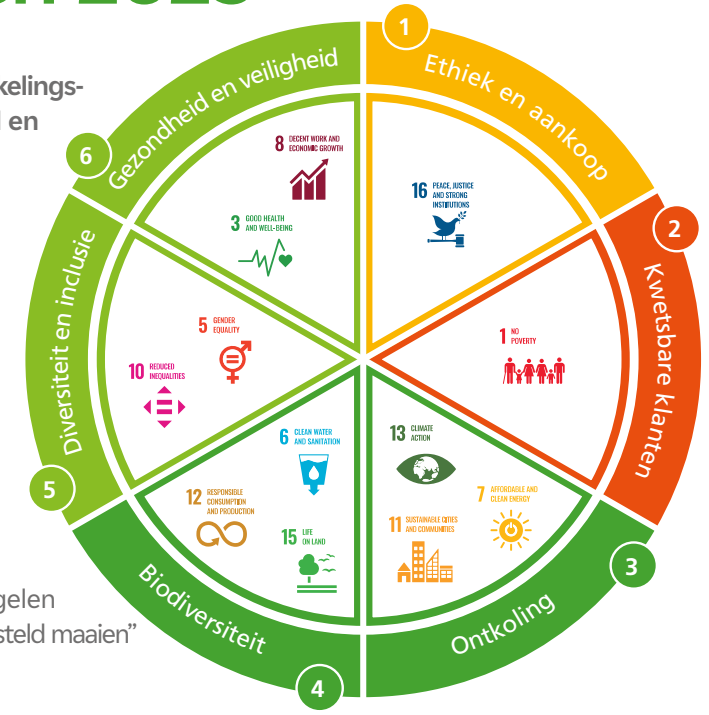 2025
kelings-
en
1
Ethiek en aankoop
16 PEACE, JUSTICE
AND STRONG
INSTITUTIONS
2
Kwetsbare klanten
1 NO
POVERTY
3
Ontkoling
13 CLIMATE
ACTION
7 AFFORDABLE AND
CLEAN ENERGY
11 SUSTAINABLE CITIES
AND COMMUNITIES
4
Biodiversiteit
6 CLEAN WATER
AND SANITATION
12 RESPONSIBLE
CONSUMPTION
AND PRODUCTION
15 LIFE
ON LAND
5
Diversiteit en inclusie
5 GENDER
EQUALITY
10 REDUCED
INEQUALITIES
6
Gezondheid en veiligheid
8 DECENT WORK AND
ECONOMIC GROWTH
3 GOOD HEALTH
AND WELL-BEING
gelen
steld maaien”